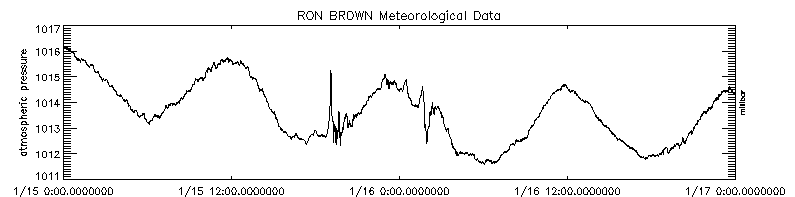 RON BROWN Meteorological Data
1017
1016
1015
1014
1013
1012
1011
atmospheric pressure
millibar
1/15 0:00.0000000 1/15 12:00.0000000 1/16 0:00.0000000 1/16 12:00.0000000 1/17 0:00.0000000